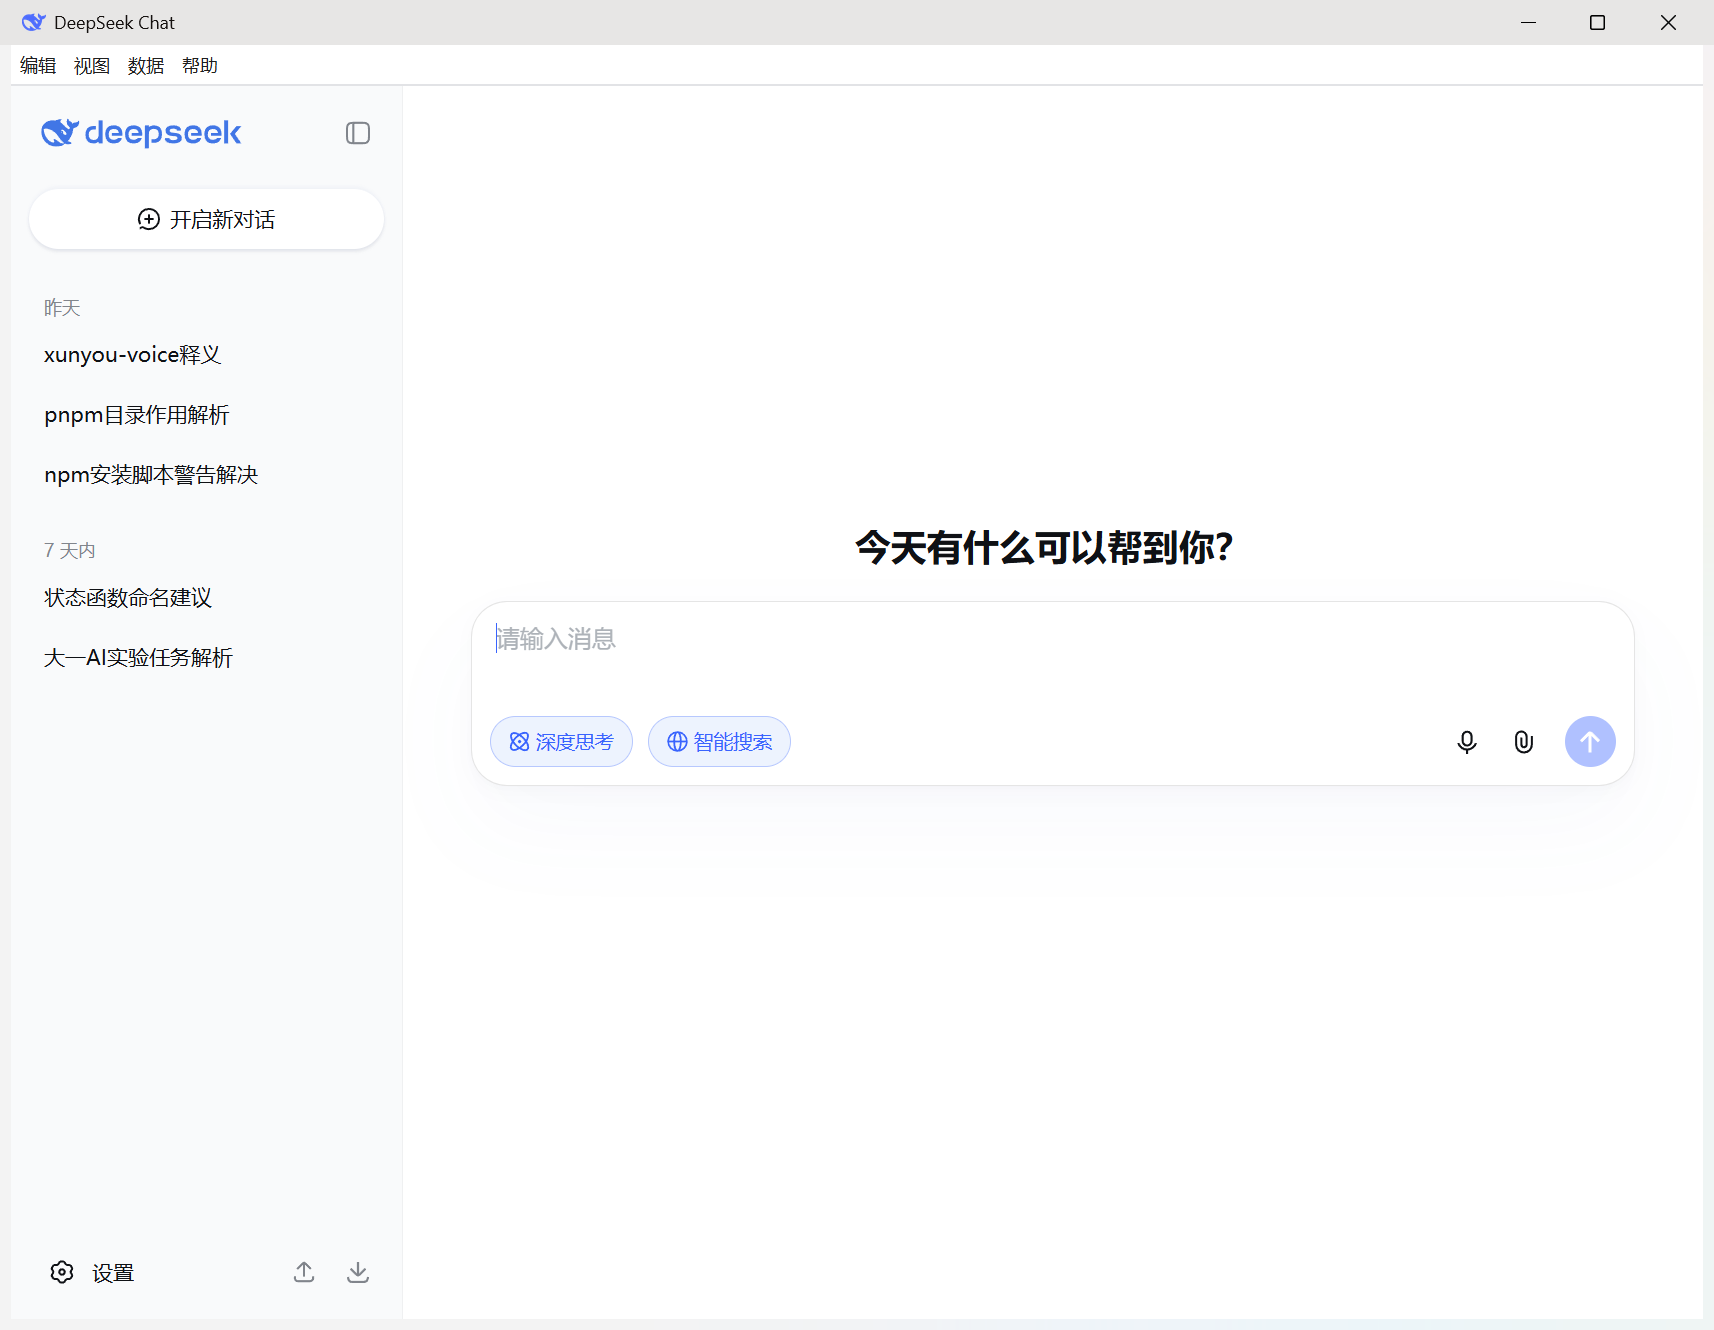 DeepSeek Chat
编辑 视图 数据 帮助
deepseek
开启新对话
昨天
xunyou-voice释义
pnpm目录作用解析
npm安装脚本警告解决
7 天内
状态函数命名建议
大一AI实验任务解析
今天有什么可以帮到你？
请输入消息
深度思考 智能搜索
设置